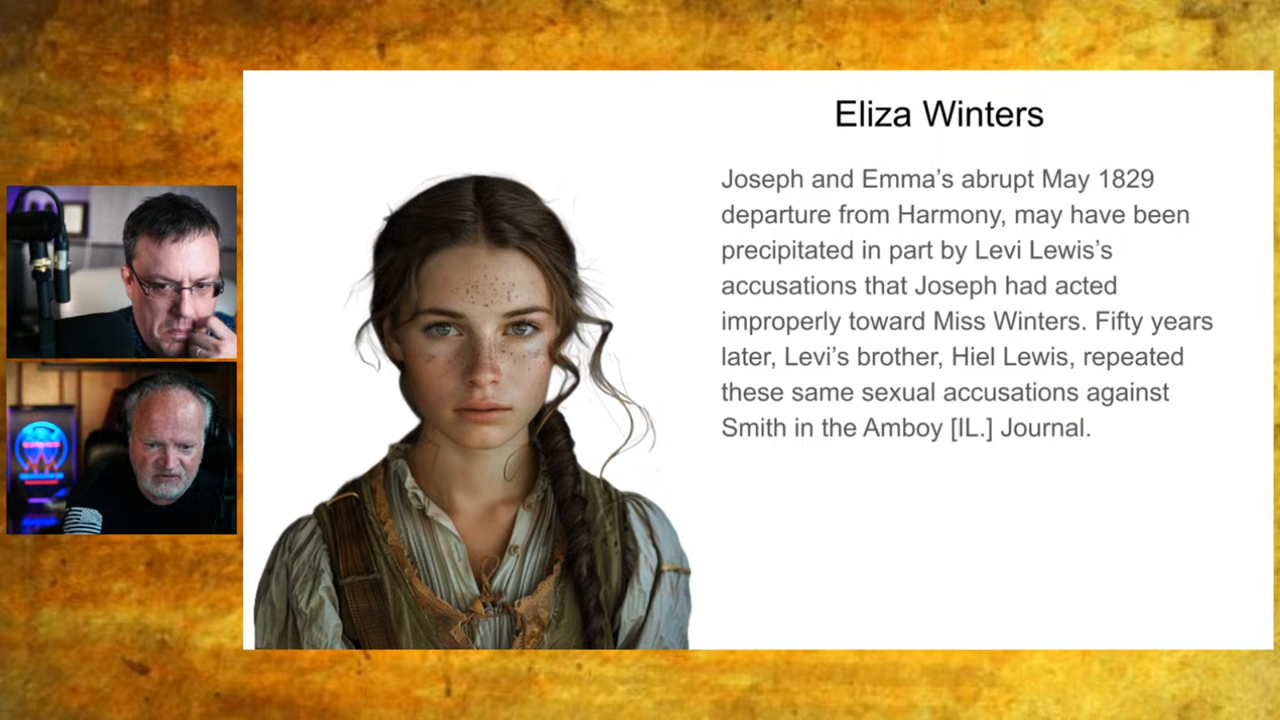 Eliza Winters
Joseph and Emma’s abrupt May 1829
departure from Harmony, may have been
precipitated in part by Levi Lewis’s
accusations that Joseph had acted
improperly toward Miss Winters. Fifty years
later, Levi’s brother, Hiel Lewis, repeated
these same sexual accusations against
Smith in the Amboy [IL.] Journal.